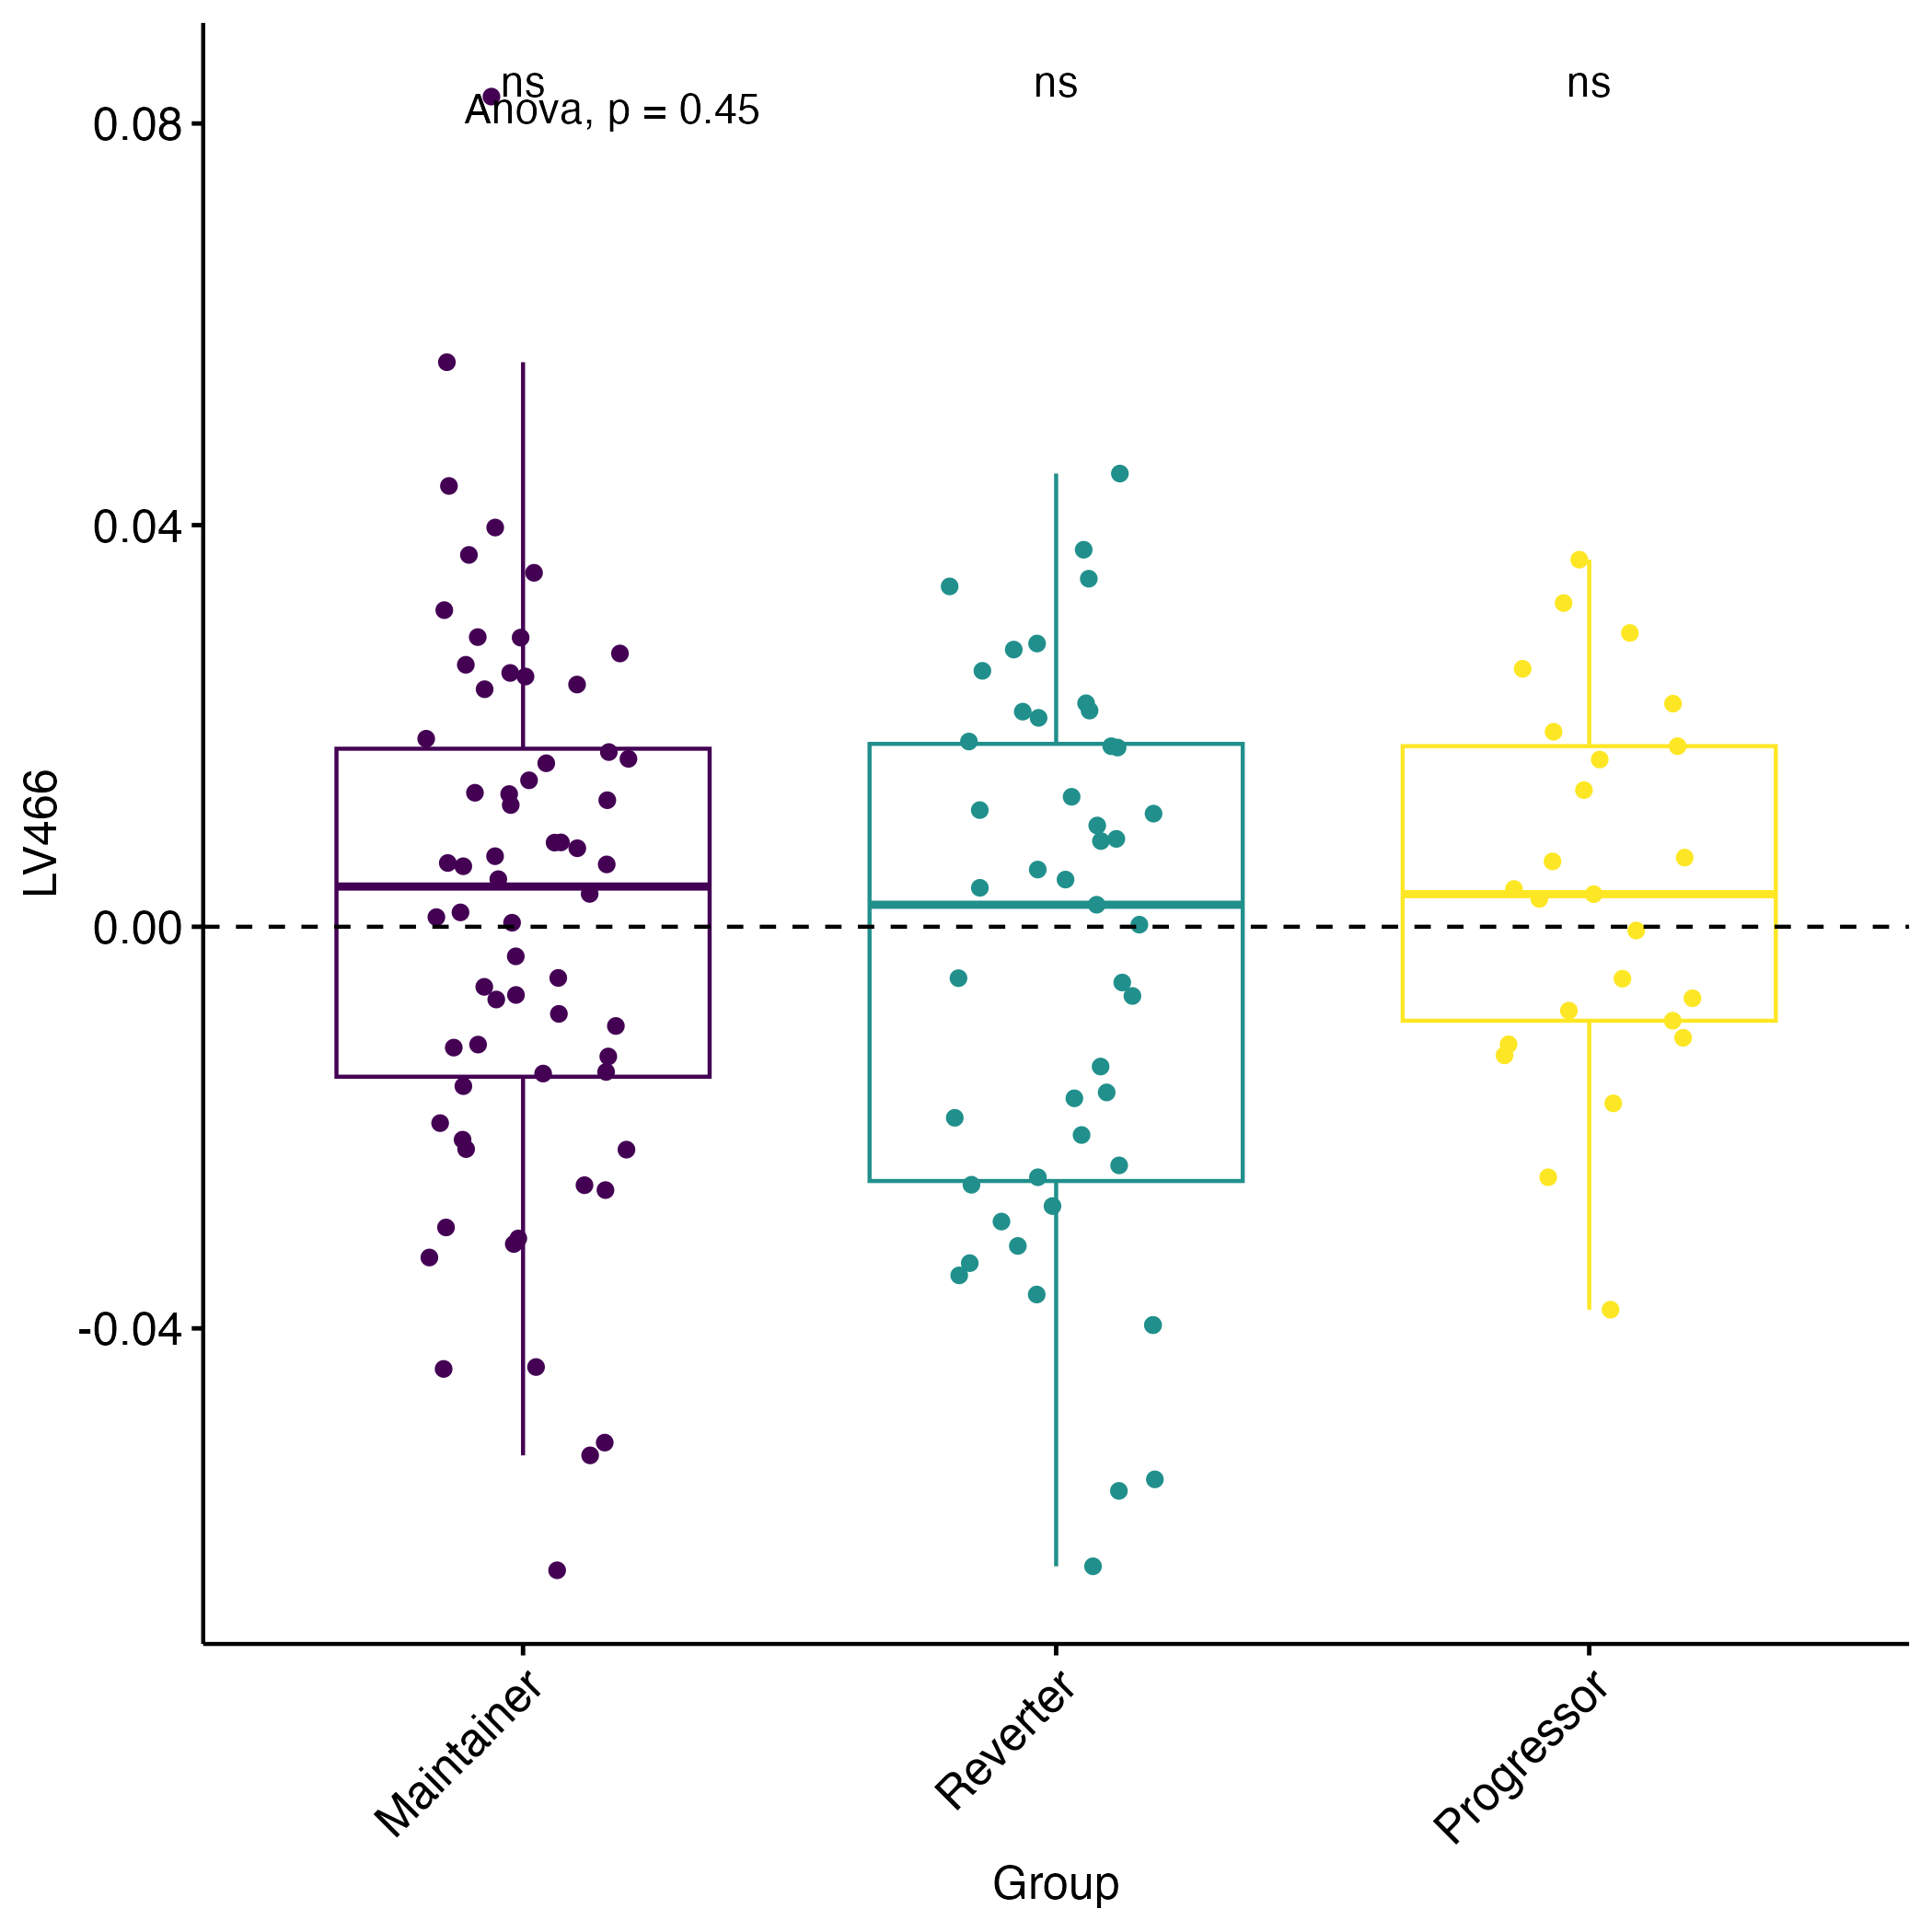 ns
ns
ns
Anova, p = 0.45
0.08
0.04
0.00
-0.04
LV466
Maintainer
Reverter
Progressor
Group